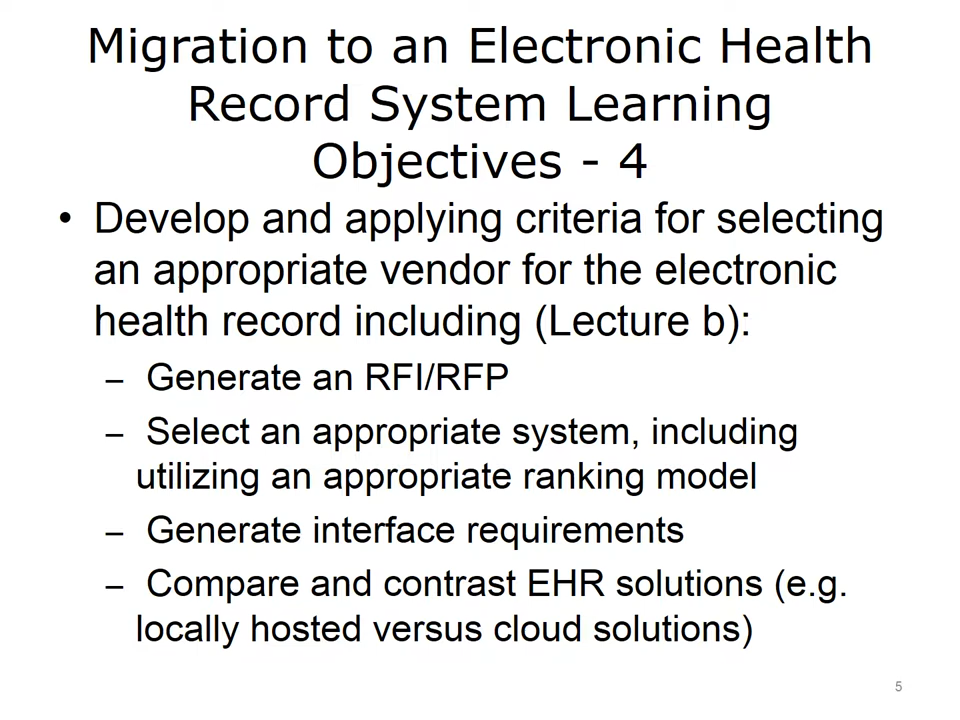 Migration to an Electronic Health
Record System Learning
Objectives - 4
• Develop and applying criteria for selecting
an appropriate vendor for the electronic
health record including (Lecture b):
– Generate an RFI/RFP
– Select an appropriate system, including
utilizing an appropriate ranking model
– Generate interface requirements
– Compare and contrast EHR solutions (e.g.
locally hosted versus cloud solutions)
5